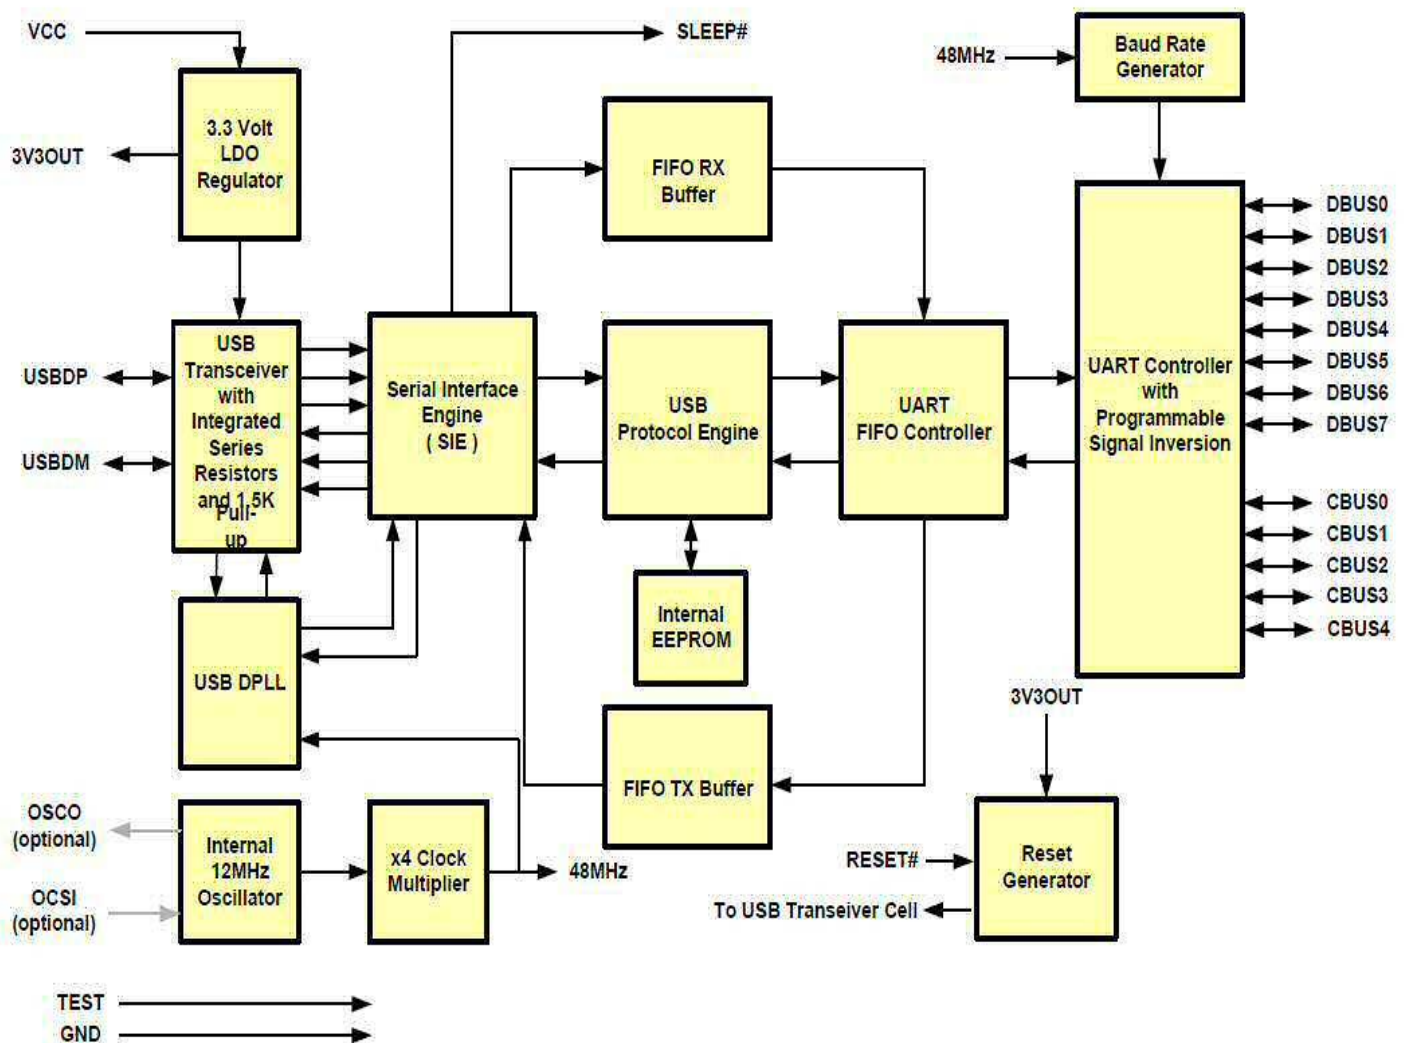 VCC
SLEEP#
48MHz
Baud Rate
Generator
3.3 Volt
LDO
Regulator
3V3OUT
FIFO RX
Buffer
DBUS0
DBUS1
DBUS2
DBUS3
DBUS4
DBUS5
DBUS6
DBUS7
USBDP
USBDM
USB
Transceiver
with
Integrated
Series
Resistors
and 1.5K
Pull-
up
Serial Interface
Engine
( SIE )
USB
Protocol Engine
UART
FIFO Controller
UART Controller
with
Programmable
Signal Inversion
CBUS0
CBUS1
CBUS2
CBUS3
CBUS4
Internal
EEPROM
USB DPLL
3V3OUT
FIFO TX Buffer
OSCO
(optional)
OCSI
(optional)
Internal
12MHz
Oscillator
x4 Clock
Multiplier
48MHz
RESET#
Reset
Generator
To USB Transeiver Cell
TEST
GND